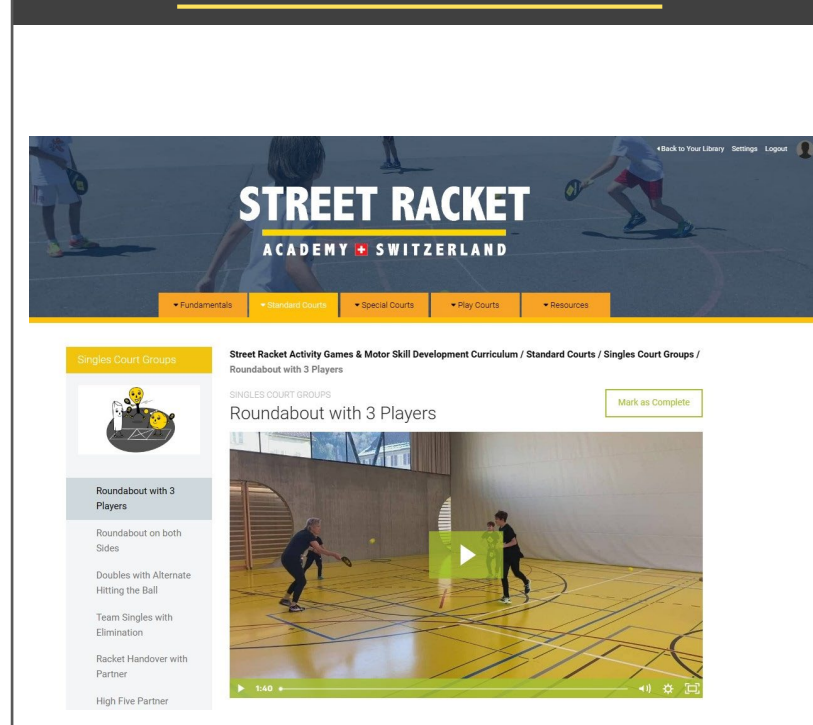 Back to Your Library Settings Logout
STREET RACKET
ACADEMY SWITZERLAND
Fundamentals Standard Courts Special Courts Play Courts Resources
Singles Court Groups
Roundabout with 3
Players
Roundabout on both
Sides
Doubles with Alternate
Hitting the Ball
Team Singles with
Elimination
Racket Handover with
Partner
High Five Partner
Street Racket Activity Games & Motor Skill Development Curriculum / Standard Courts / Singles Court Groups /
Roundabout with 3 Players
SINGLES COURT GROUPS
Roundabout with 3 Players
Mark as Complete
1:40